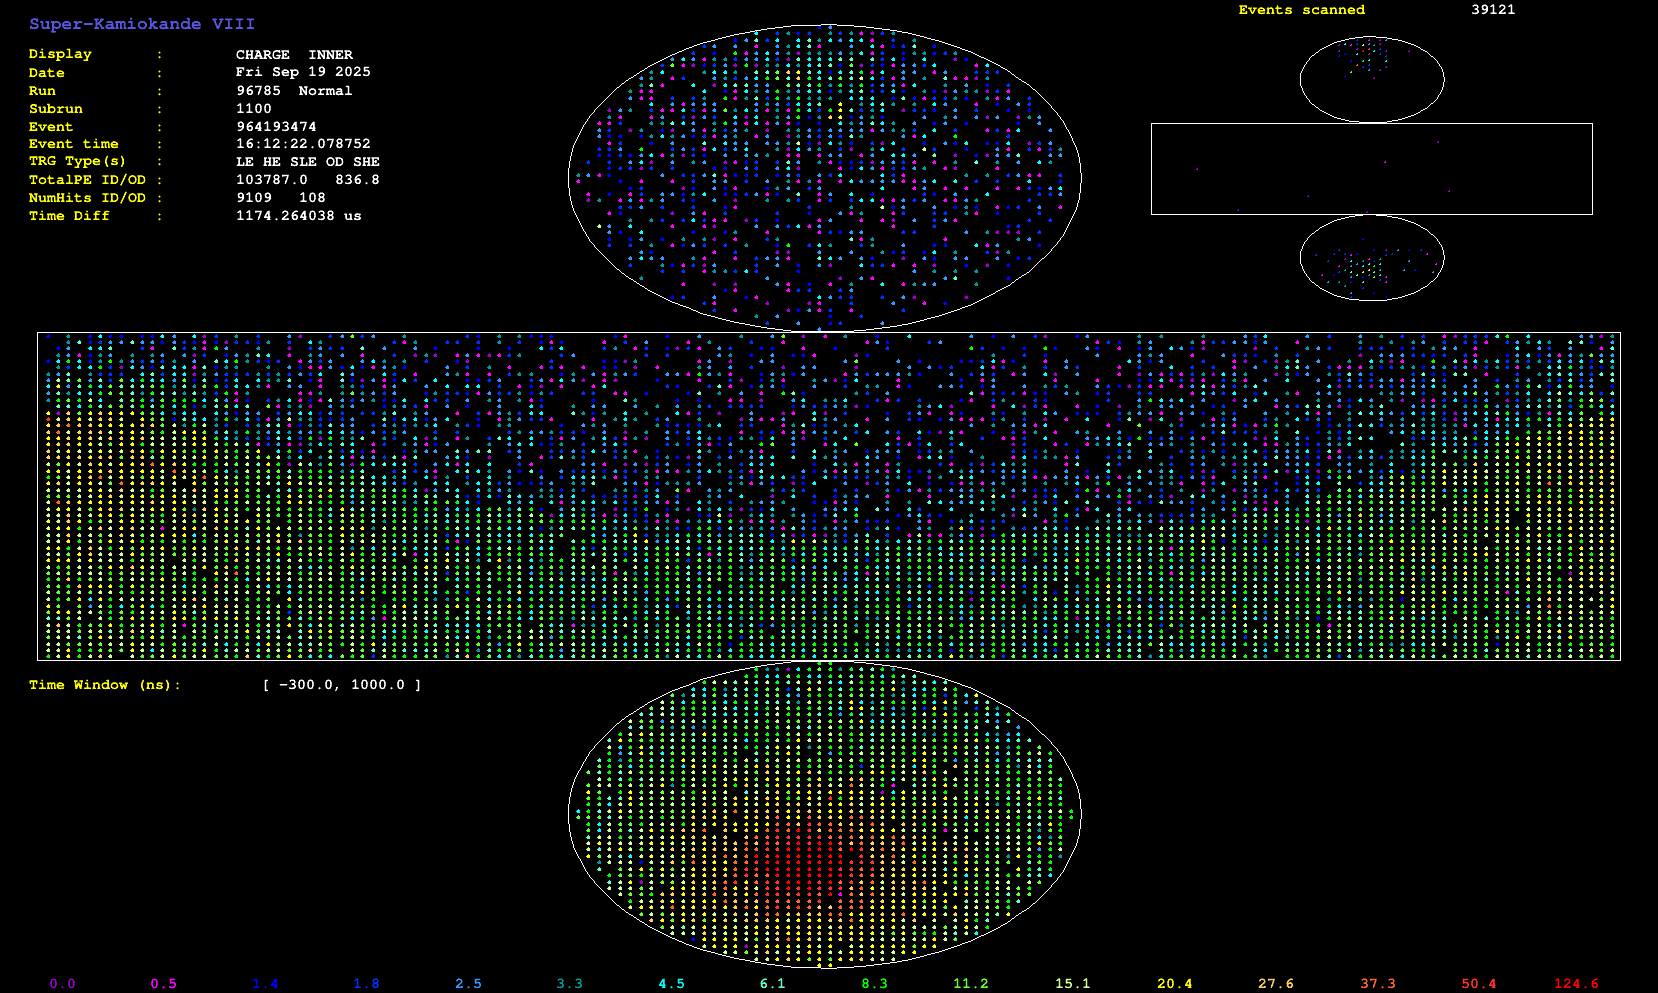 Super-Kamiokande VIII
Events scanned 39121
Display : CHARGE INNER
Date : Fri Sep 19 2025
Run : 96785 Normal
Subrun : 1100
Event : 964193474
Event time : 16:12:22.078752
TRG Type(s) : LE HE SLE OD SHE
TotalPE ID/OD : 103787.0 836.8
NumHits ID/OD : 9109 108
Time Diff : 1174.264038 us
Time Window (ns): [ -300.0, 1000.0 ]
0.0 0.5 1.4 1.8 2.5 3.3 4.5 6.1 8.3 11.2 15.1 20.4 27.6 37.3 50.4 124.6